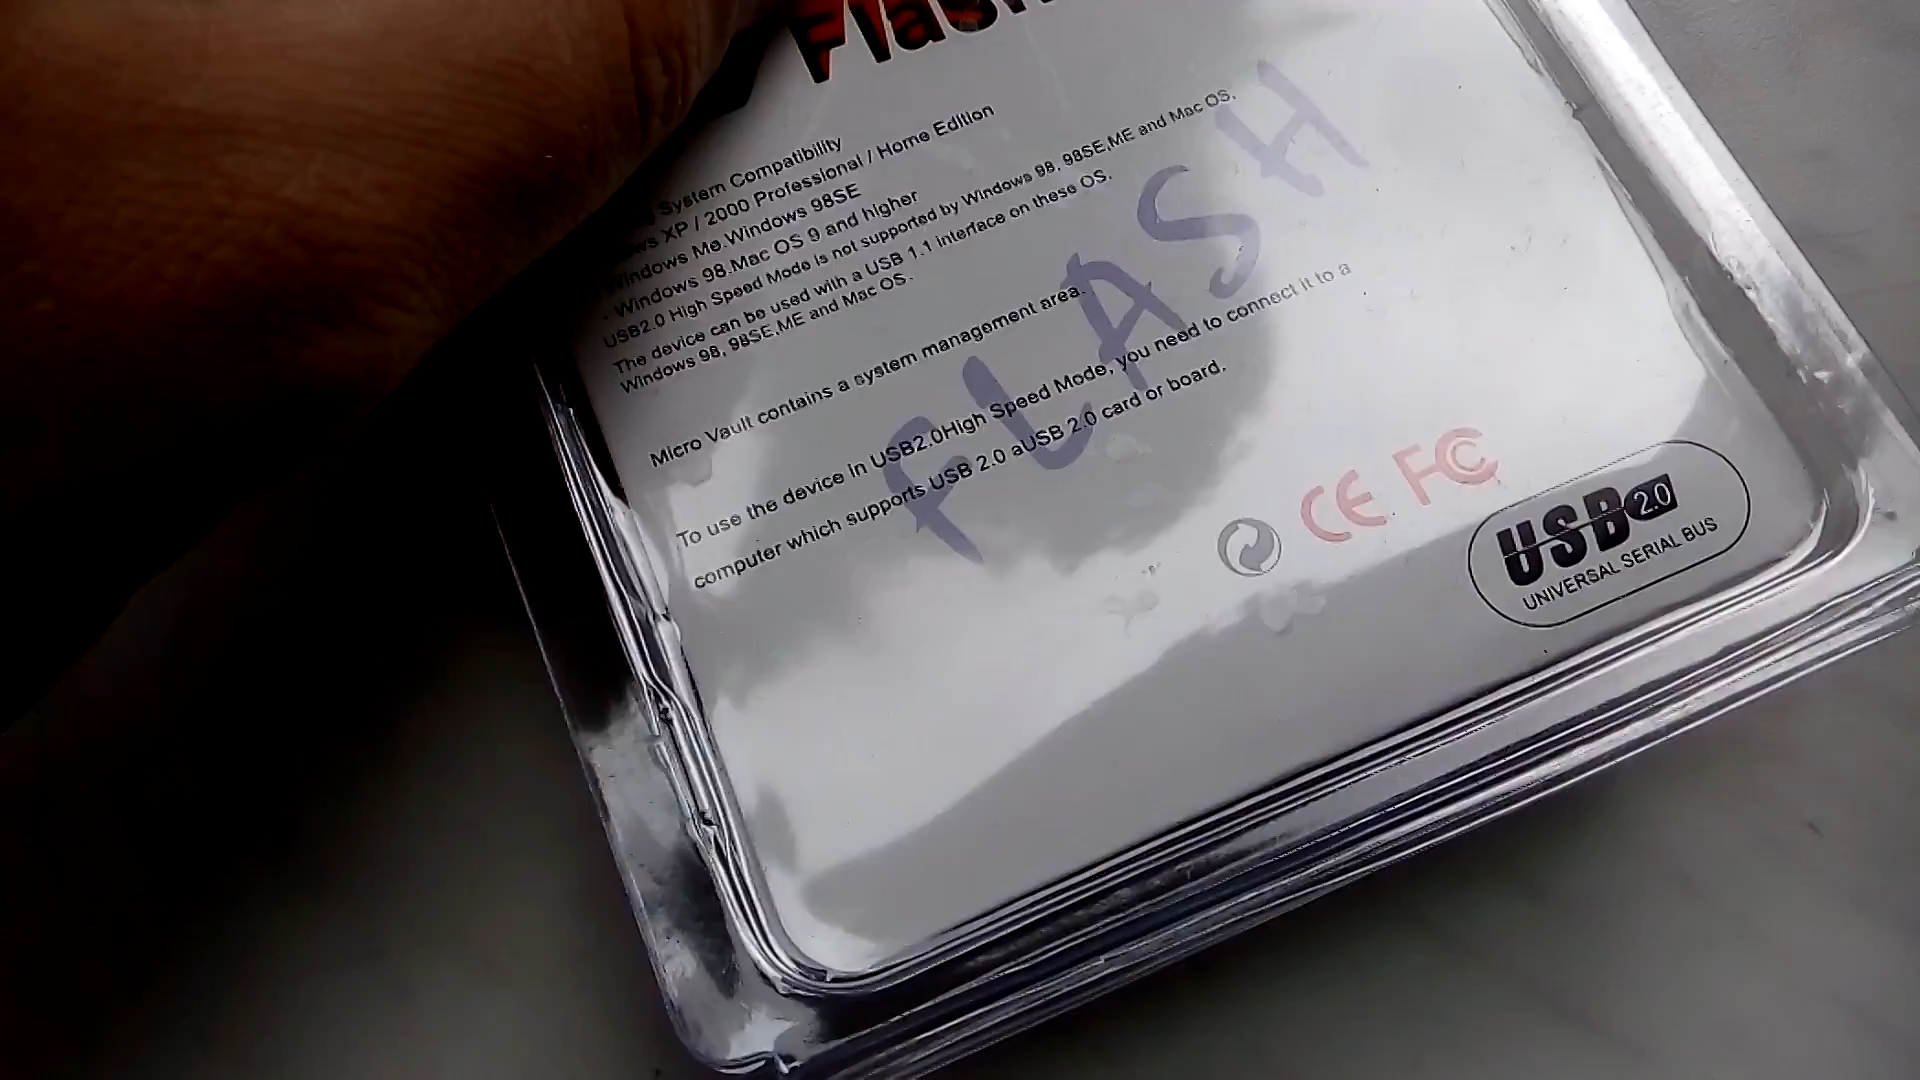 Flash
System Compatibility
XP / 2000 Professional / Home Edition
Windows Me.Windows 98SE
- Windows 98.Mac OS 9 and higher
USB2.0 High Speed Mode is not supported by Windows 98, 98SE,ME and Mac OS.
The device can be used with a USB 1.1 interface on these OS.
Windows 98, 98SE,ME and Mac OS.
Micro Vault contains a system management area.
To use the device in USB2.0High Speed Mode, you need to connect it to a
computer which supports USB 2.0 aUSB 2.0 card or board.
FLASH
CE FC
USB 2.0
UNIVERSAL SERIAL BUS